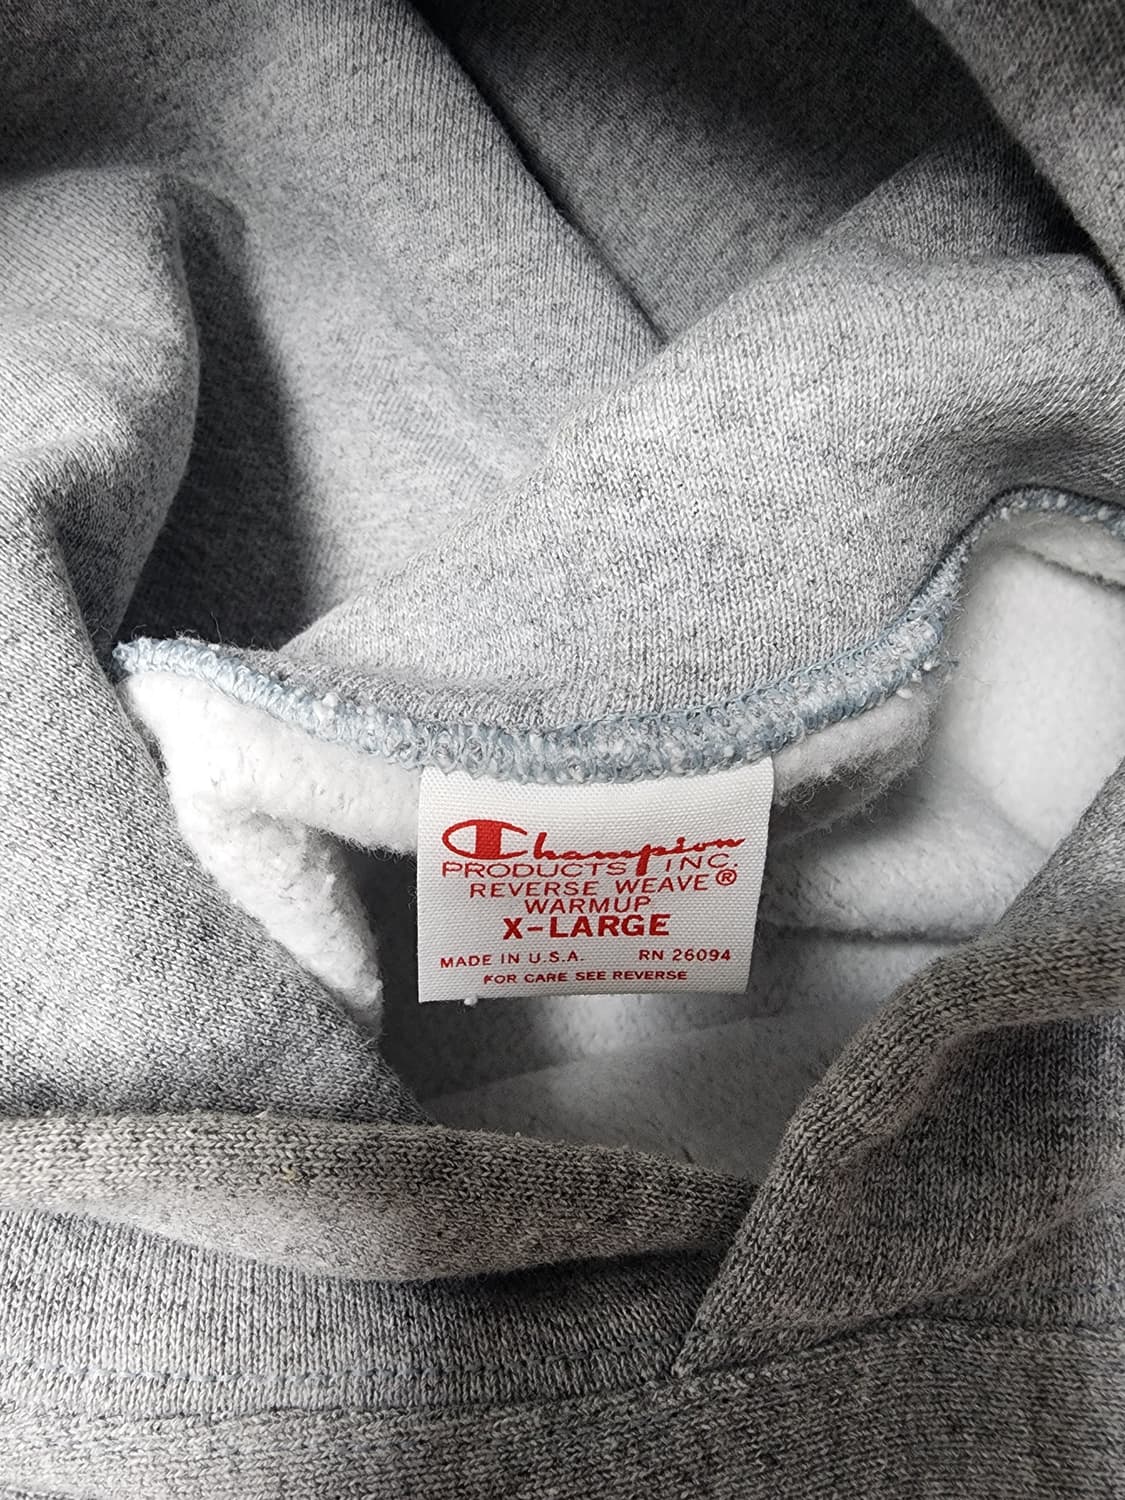 Champion
PRODUCTS INC.
REVERSE WEAVE®
WARMUP
X-LARGE
MADE IN U.S.A. RN 26094
FOR CARE SEE REVERSE